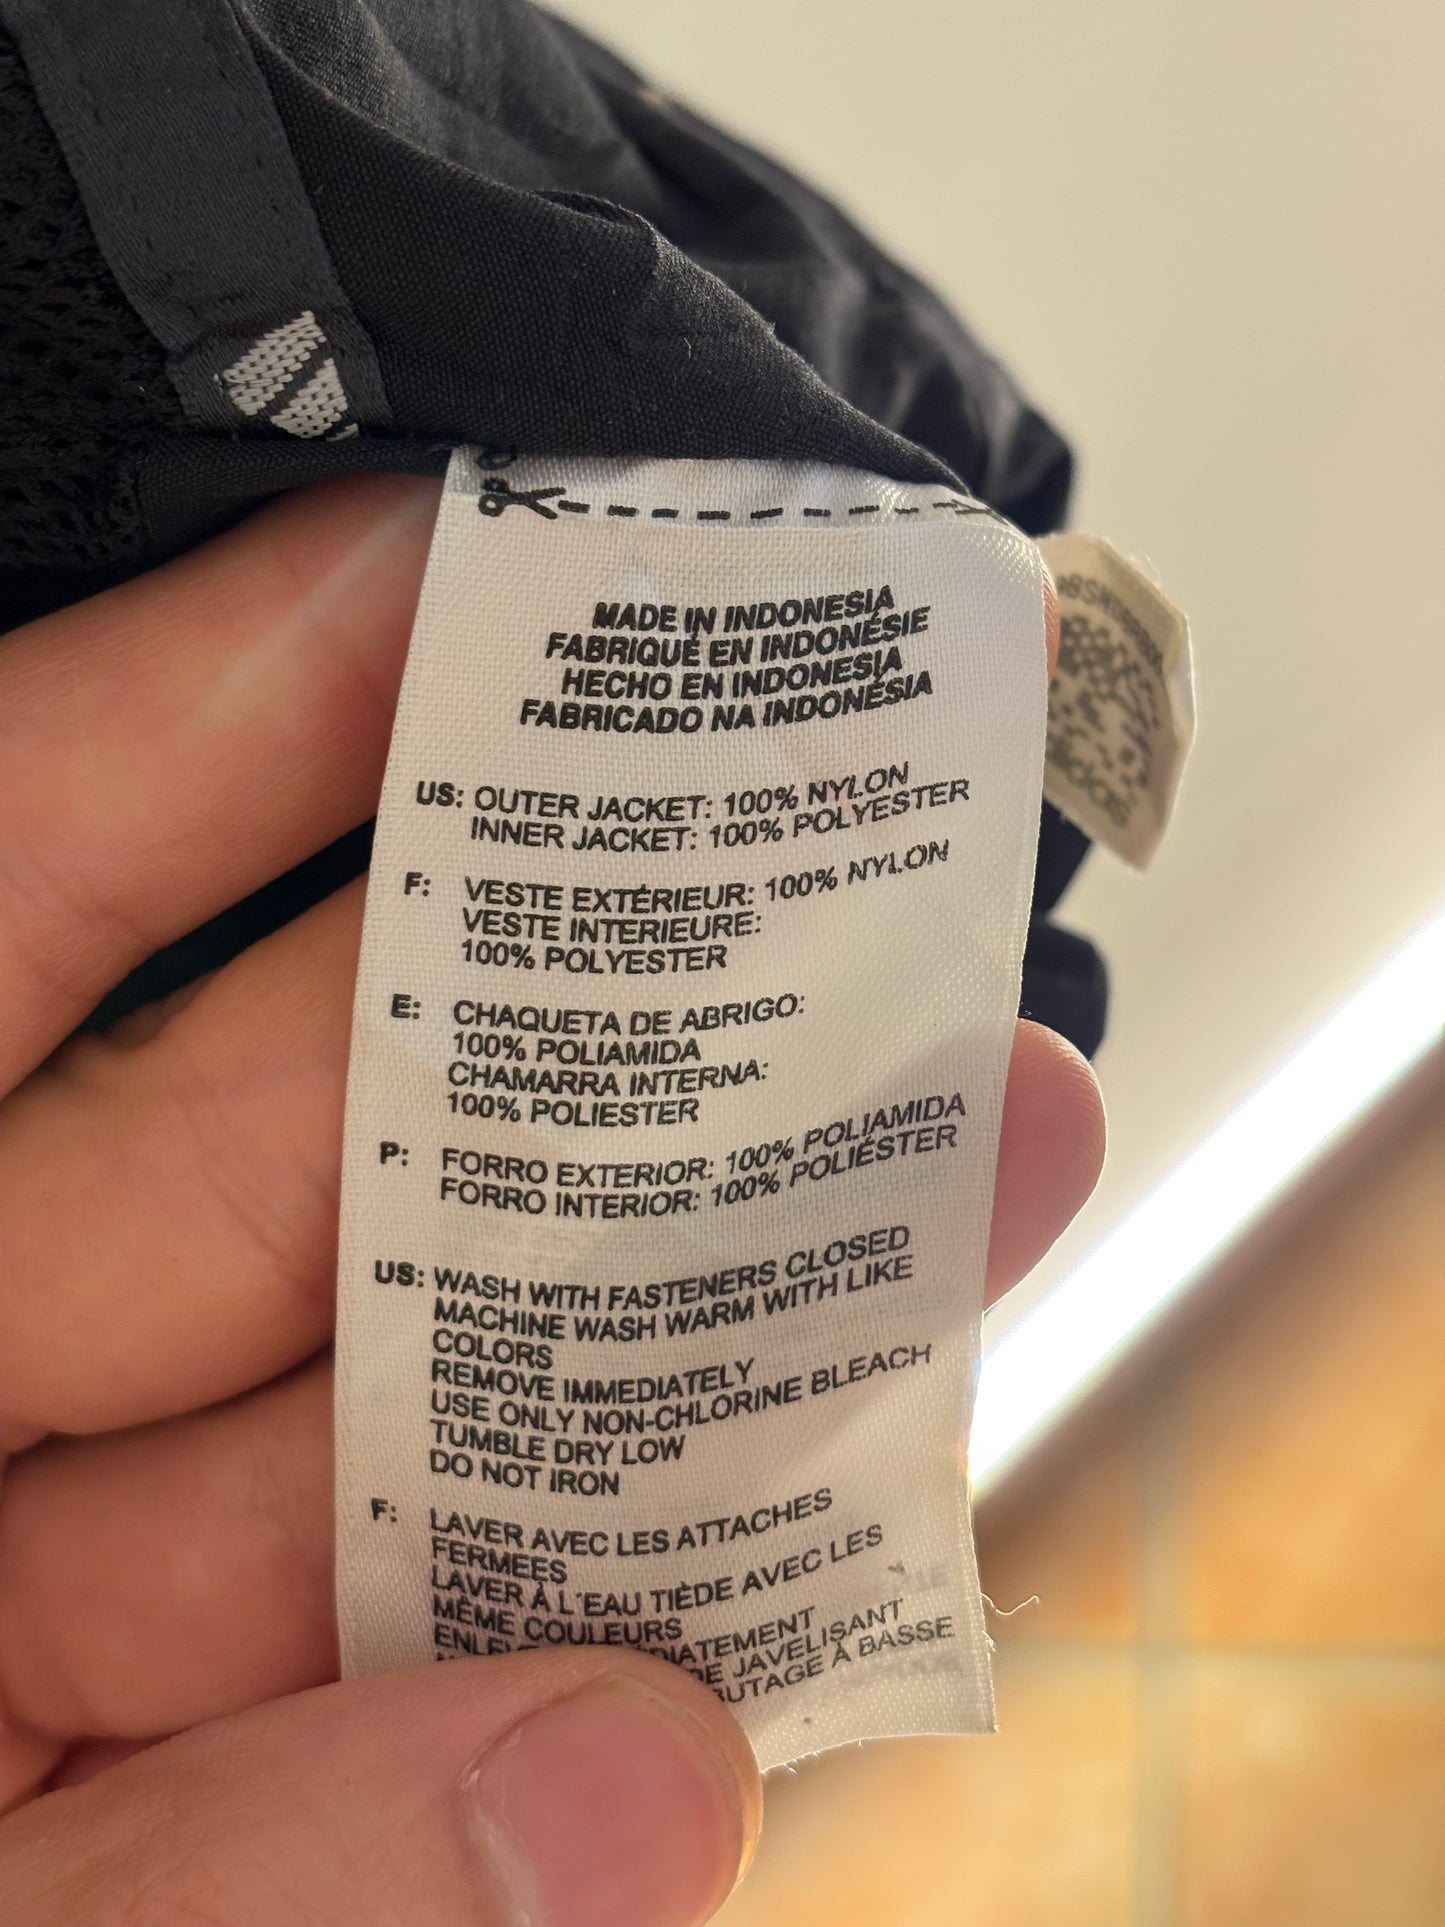 MADE IN INDONESIA
FABRIQUÉ EN INDONÉSIE
HECHO EN INDONESIA
FABRICADO NA INDONÉSIA
US: OUTER JACKET: 100% NYLON
INNER JACKET: 100% POLYESTER
F: VESTE EXTÉRIEUR: 100% NYLON
VESTE INTERIEURE:
100% POLYESTER
E: CHAQUETA DE ABRIGO:
100% POLIAMIDA
CHAMARRA INTERNA:
100% POLIESTER
P: FORRO EXTERIOR: 100% POLIAMIDA
FORRO INTERIOR: 100% POLIÉSTER
US: WASH WITH FASTENERS CLOSED
MACHINE WASH WARM WITH LIKE
COLORS
REMOVE IMMEDIATELY
USE ONLY NON-CHLORINE BLEACH
TUMBLE DRY LOW
DO NOT IRON
F: LAVER AVEC LES ATTACHES
FERMEES
LAVER À L'EAU TIÈDE AVEC LES
MÊME COULEURS
JAVELISANT
À BASSE